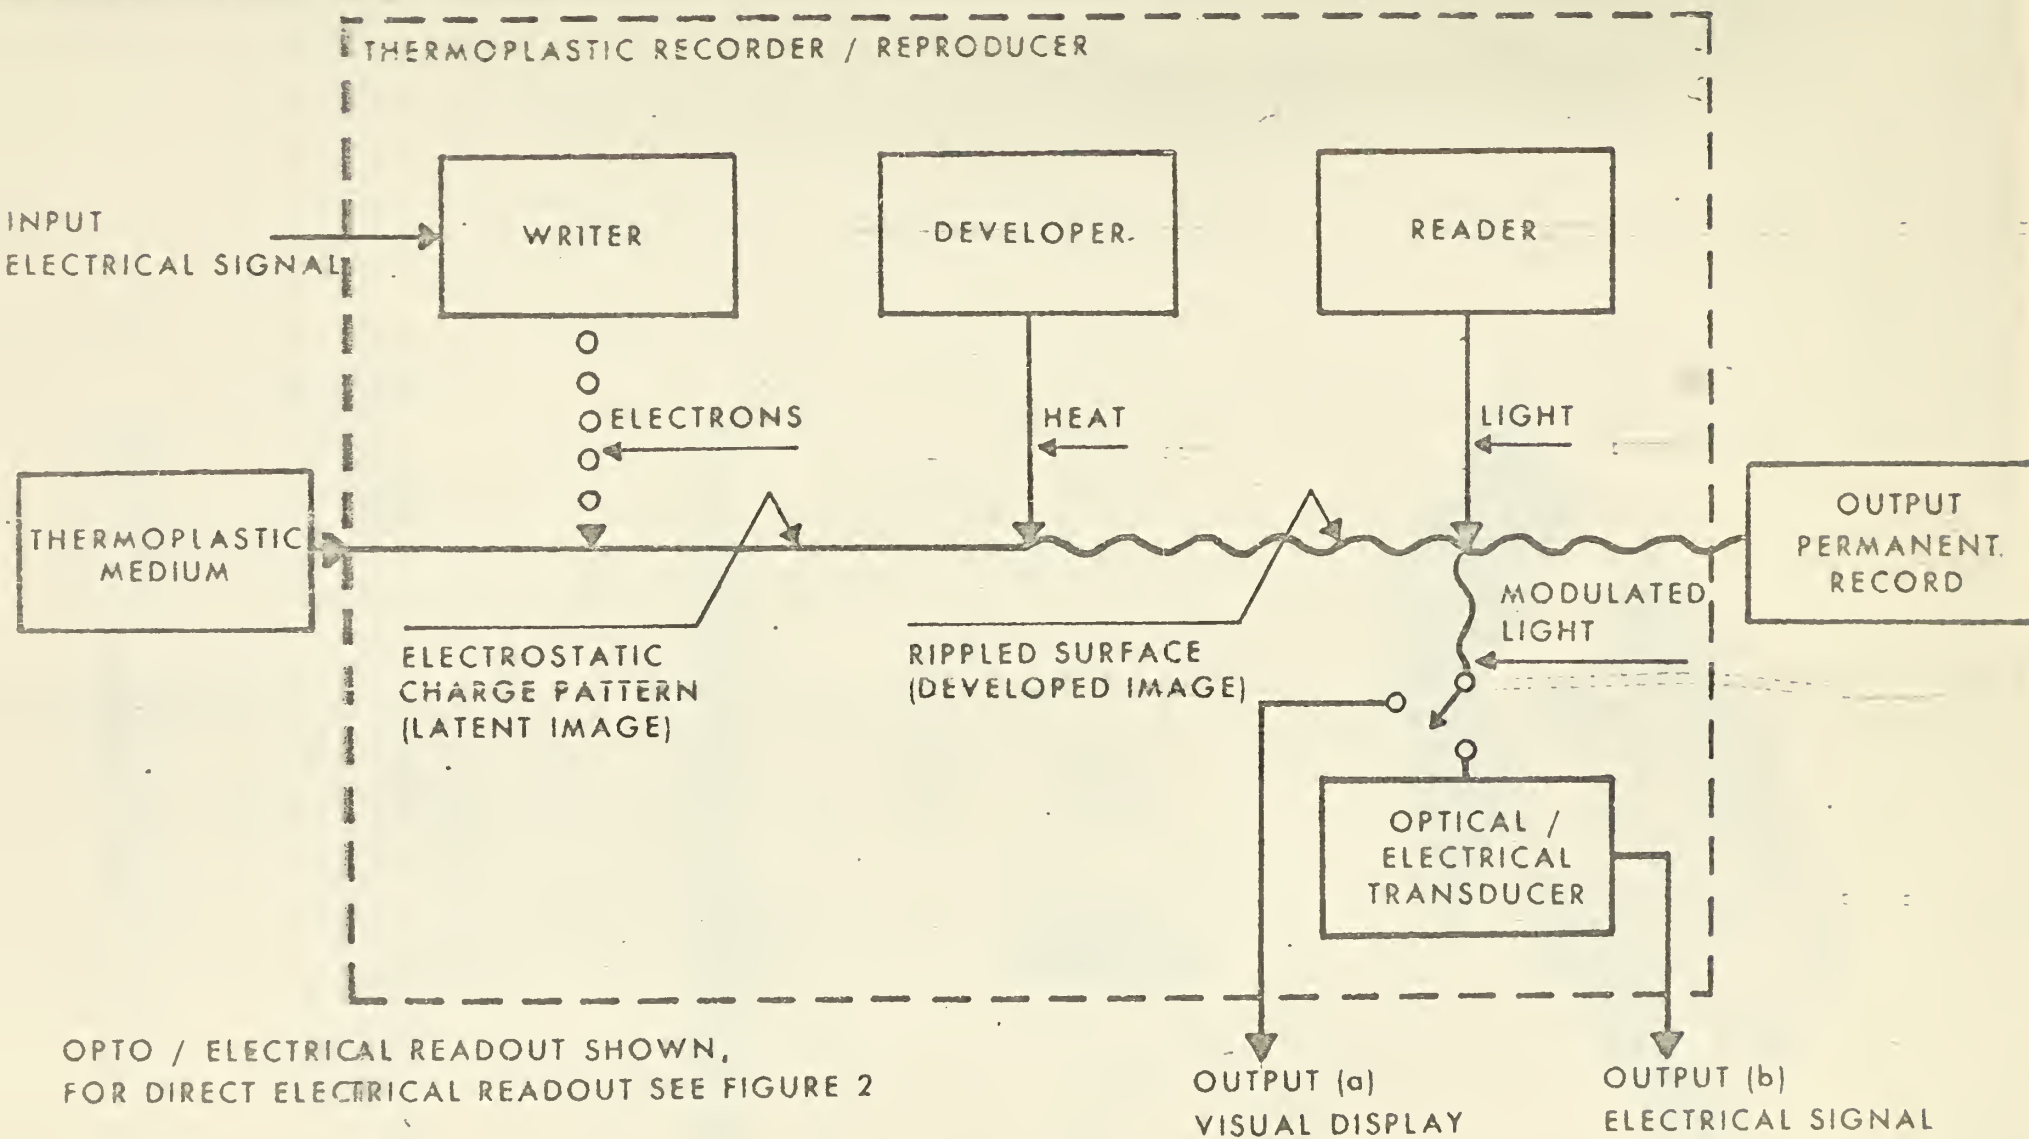 THERMOPLASTIC RECORDER / REPRODUCER
INPUT
ELECTRICAL SIGNAL
WRITER
DEVELOPER
READER
ELECTRONS
HEAT
LIGHT
THERMOPLASTIC
MEDIUM
OUTPUT
PERMANENT
RECORD
ELECTROSTATIC
CHARGE PATTERN
(LATENT IMAGE)
RIPPLED SURFACE
(DEVELOPED IMAGE)
MODULATED
LIGHT
OPTICAL /
ELECTRICAL
TRANSDUCER
OPTO / ELECTRICAL READOUT SHOWN,
FOR DIRECT ELECTRICAL READOUT SEE FIGURE 2
OUTPUT (a)
VISUAL DISPLAY
OUTPUT (b)
ELECTRICAL SIGNAL